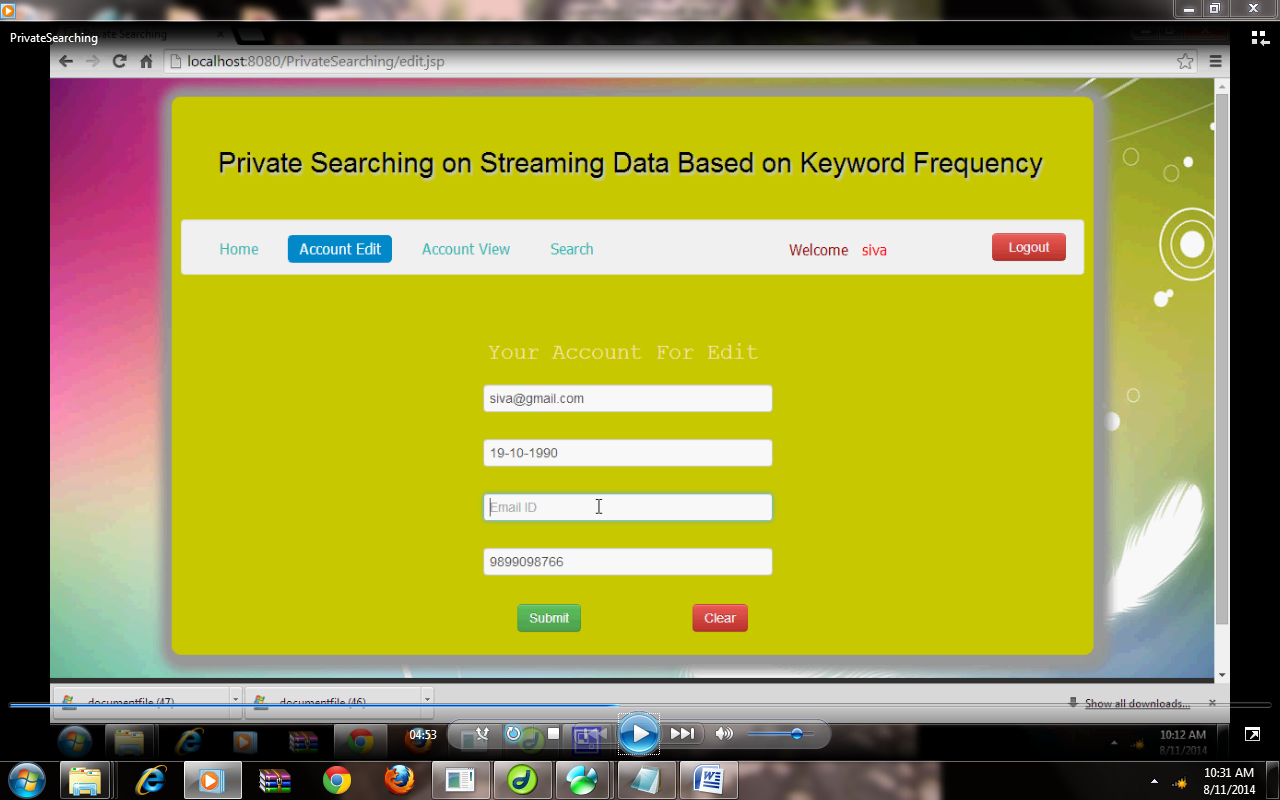 PrivateSearching
Private Searching
localhost:8080/PrivateSearching/edit.jsp
Private Searching on Streaming Data Based on Keyword Frequency
Home Account Edit Account View Search Welcome siva Logout
Your Account For Edit
siva@gmail.com
19-10-1990
Email ID
9899098766
Submit Clear
documentfile (47) documentfile (46) Show all downloads...
04:53
10:12 AM
8/11/2014
10:31 AM
8/11/2014